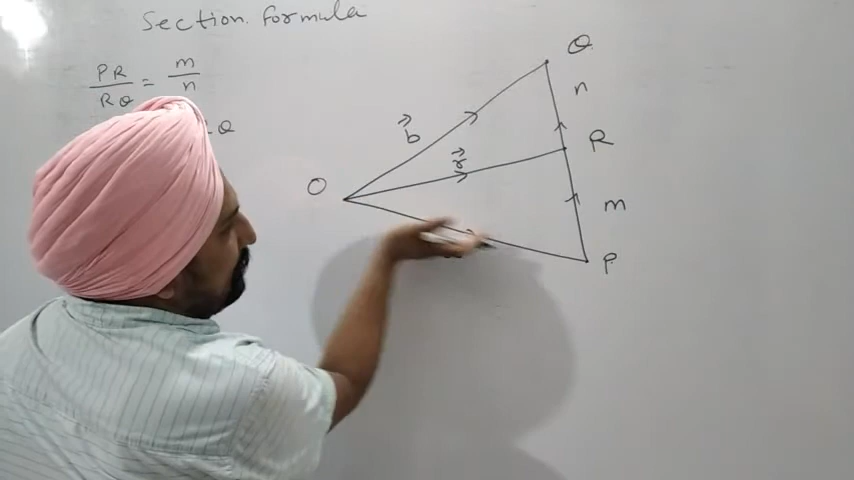 Section. formula
PR/RQ = m/n
Q
Q
n
b⃗
r⃗
R
O
m
P